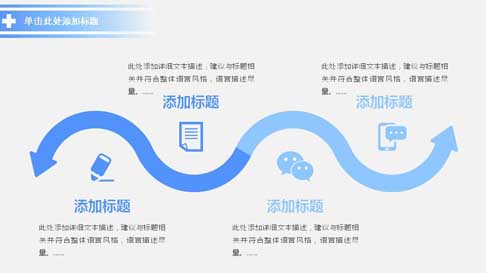 单击此处添加标题
此处添加详细文本描述，建议与标题相
关并符合整体语言风格，语言描述尽
量。……
添加标题
此处添加详细文本描述，建议与标题相
关并符合整体语言风格，语言描述尽
量。……
添加标题
添加标题
此处添加详细文本描述，建议与标题相
关并符合整体语言风格，语言描述尽
量。……
添加标题
此处添加详细文本描述，建议与标题相
关并符合整体语言风格，语言描述尽
量。……